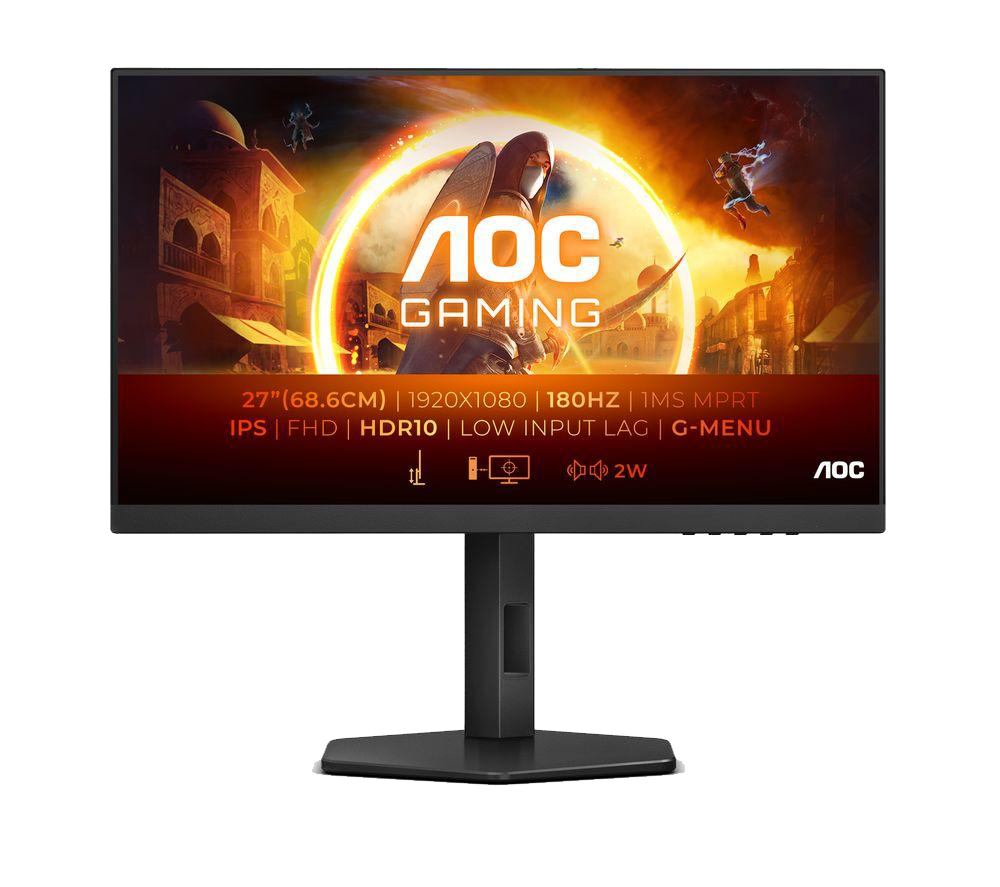 AOC
GAMING
27”(68.6CM) | 1920X1080 | 180HZ | 1MS MPRT
IPS | FHD | HDR10 | LOW INPUT LAG | G-MENU
2W
AOC